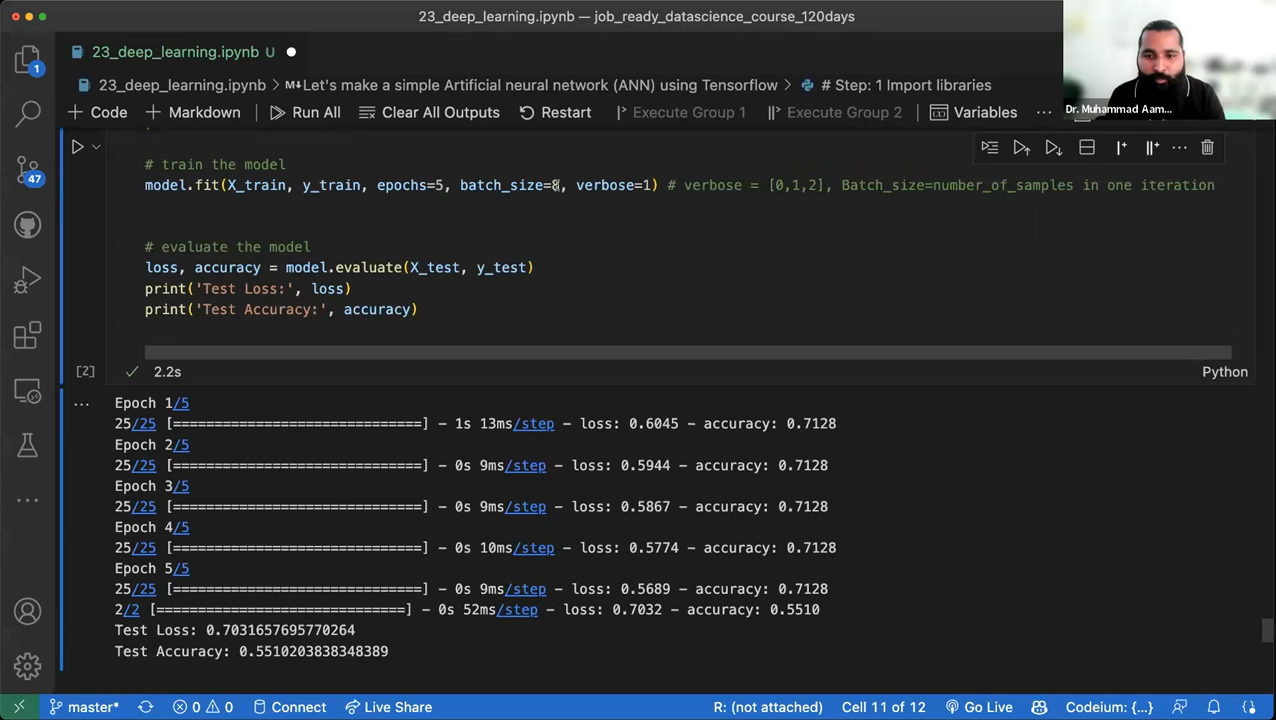 23_deep_learning.ipynb — job_ready_datascience_course_120days
23_deep_learning.ipynb U
23_deep_learning.ipynb > M↓Let's make a simple Artificial neural network (ANN) using Tensorflow > # Step: 1 Import libraries
Dr. Muhammad Aam...
+ Code + Markdown Run All Clear All Outputs Restart Execute Group 1 Execute Group 2 Variables ...
# train the model
model.fit(X_train, y_train, epochs=5, batch_size=8, verbose=1) # verbose = [0,1,2], Batch_size=number_of_samples in one iteration
# evaluate the model
loss, accuracy = model.evaluate(X_test, y_test)
print('Test Loss:', loss)
print('Test Accuracy:', accuracy)
[2] ✓ 2.2s Python
Epoch 1/5
25/25 [==============================] - 1s 13ms/step - loss: 0.6045 - accuracy: 0.7128
Epoch 2/5
25/25 [==============================] - 0s 9ms/step - loss: 0.5944 - accuracy: 0.7128
Epoch 3/5
25/25 [==============================] - 0s 9ms/step - loss: 0.5867 - accuracy: 0.7128
Epoch 4/5
25/25 [==============================] - 0s 10ms/step - loss: 0.5774 - accuracy: 0.7128
Epoch 5/5
25/25 [==============================] - 0s 9ms/step - loss: 0.5689 - accuracy: 0.7128
2/2 [==============================] - 0s 52ms/step - loss: 0.7032 - accuracy: 0.5510
Test Loss: 0.7031657695770264
Test Accuracy: 0.5510203838348389
1
47
master* 0 0 Connect Live Share R: (not attached) Cell 11 of 12 Go Live Codeium: {...}